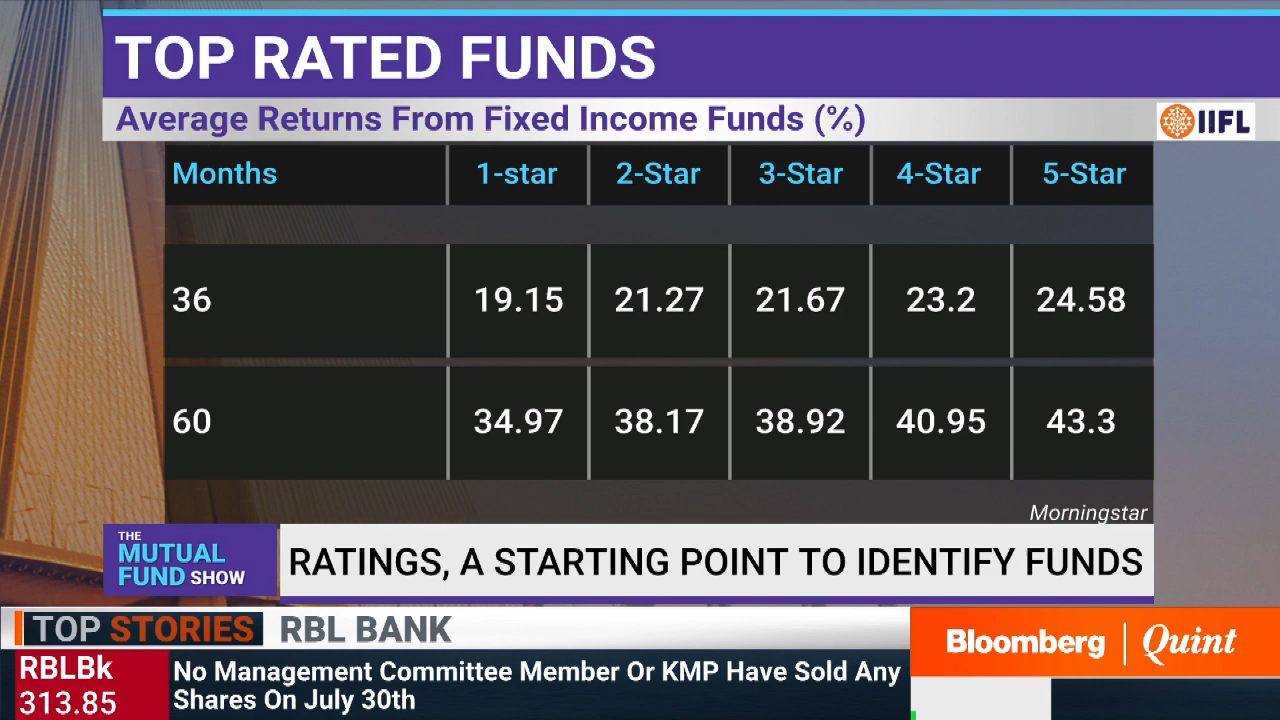 TOP RATED FUNDS
Average Returns From Fixed Income Funds (%)
IIFL
Months 1-star 2-Star 3-Star 4-Star 5-Star
36 19.15 21.27 21.67 23.2 24.58
60 34.97 38.17 38.92 40.95 43.3
Morningstar
THE
MUTUAL
FUND SHOW
RATINGS, A STARTING POINT TO IDENTIFY FUNDS
TOP STORIES RBL BANK
Bloomberg | Quint
RBLBk
313.85
No Management Committee Member Or KMP Have Sold Any
Shares On July 30th